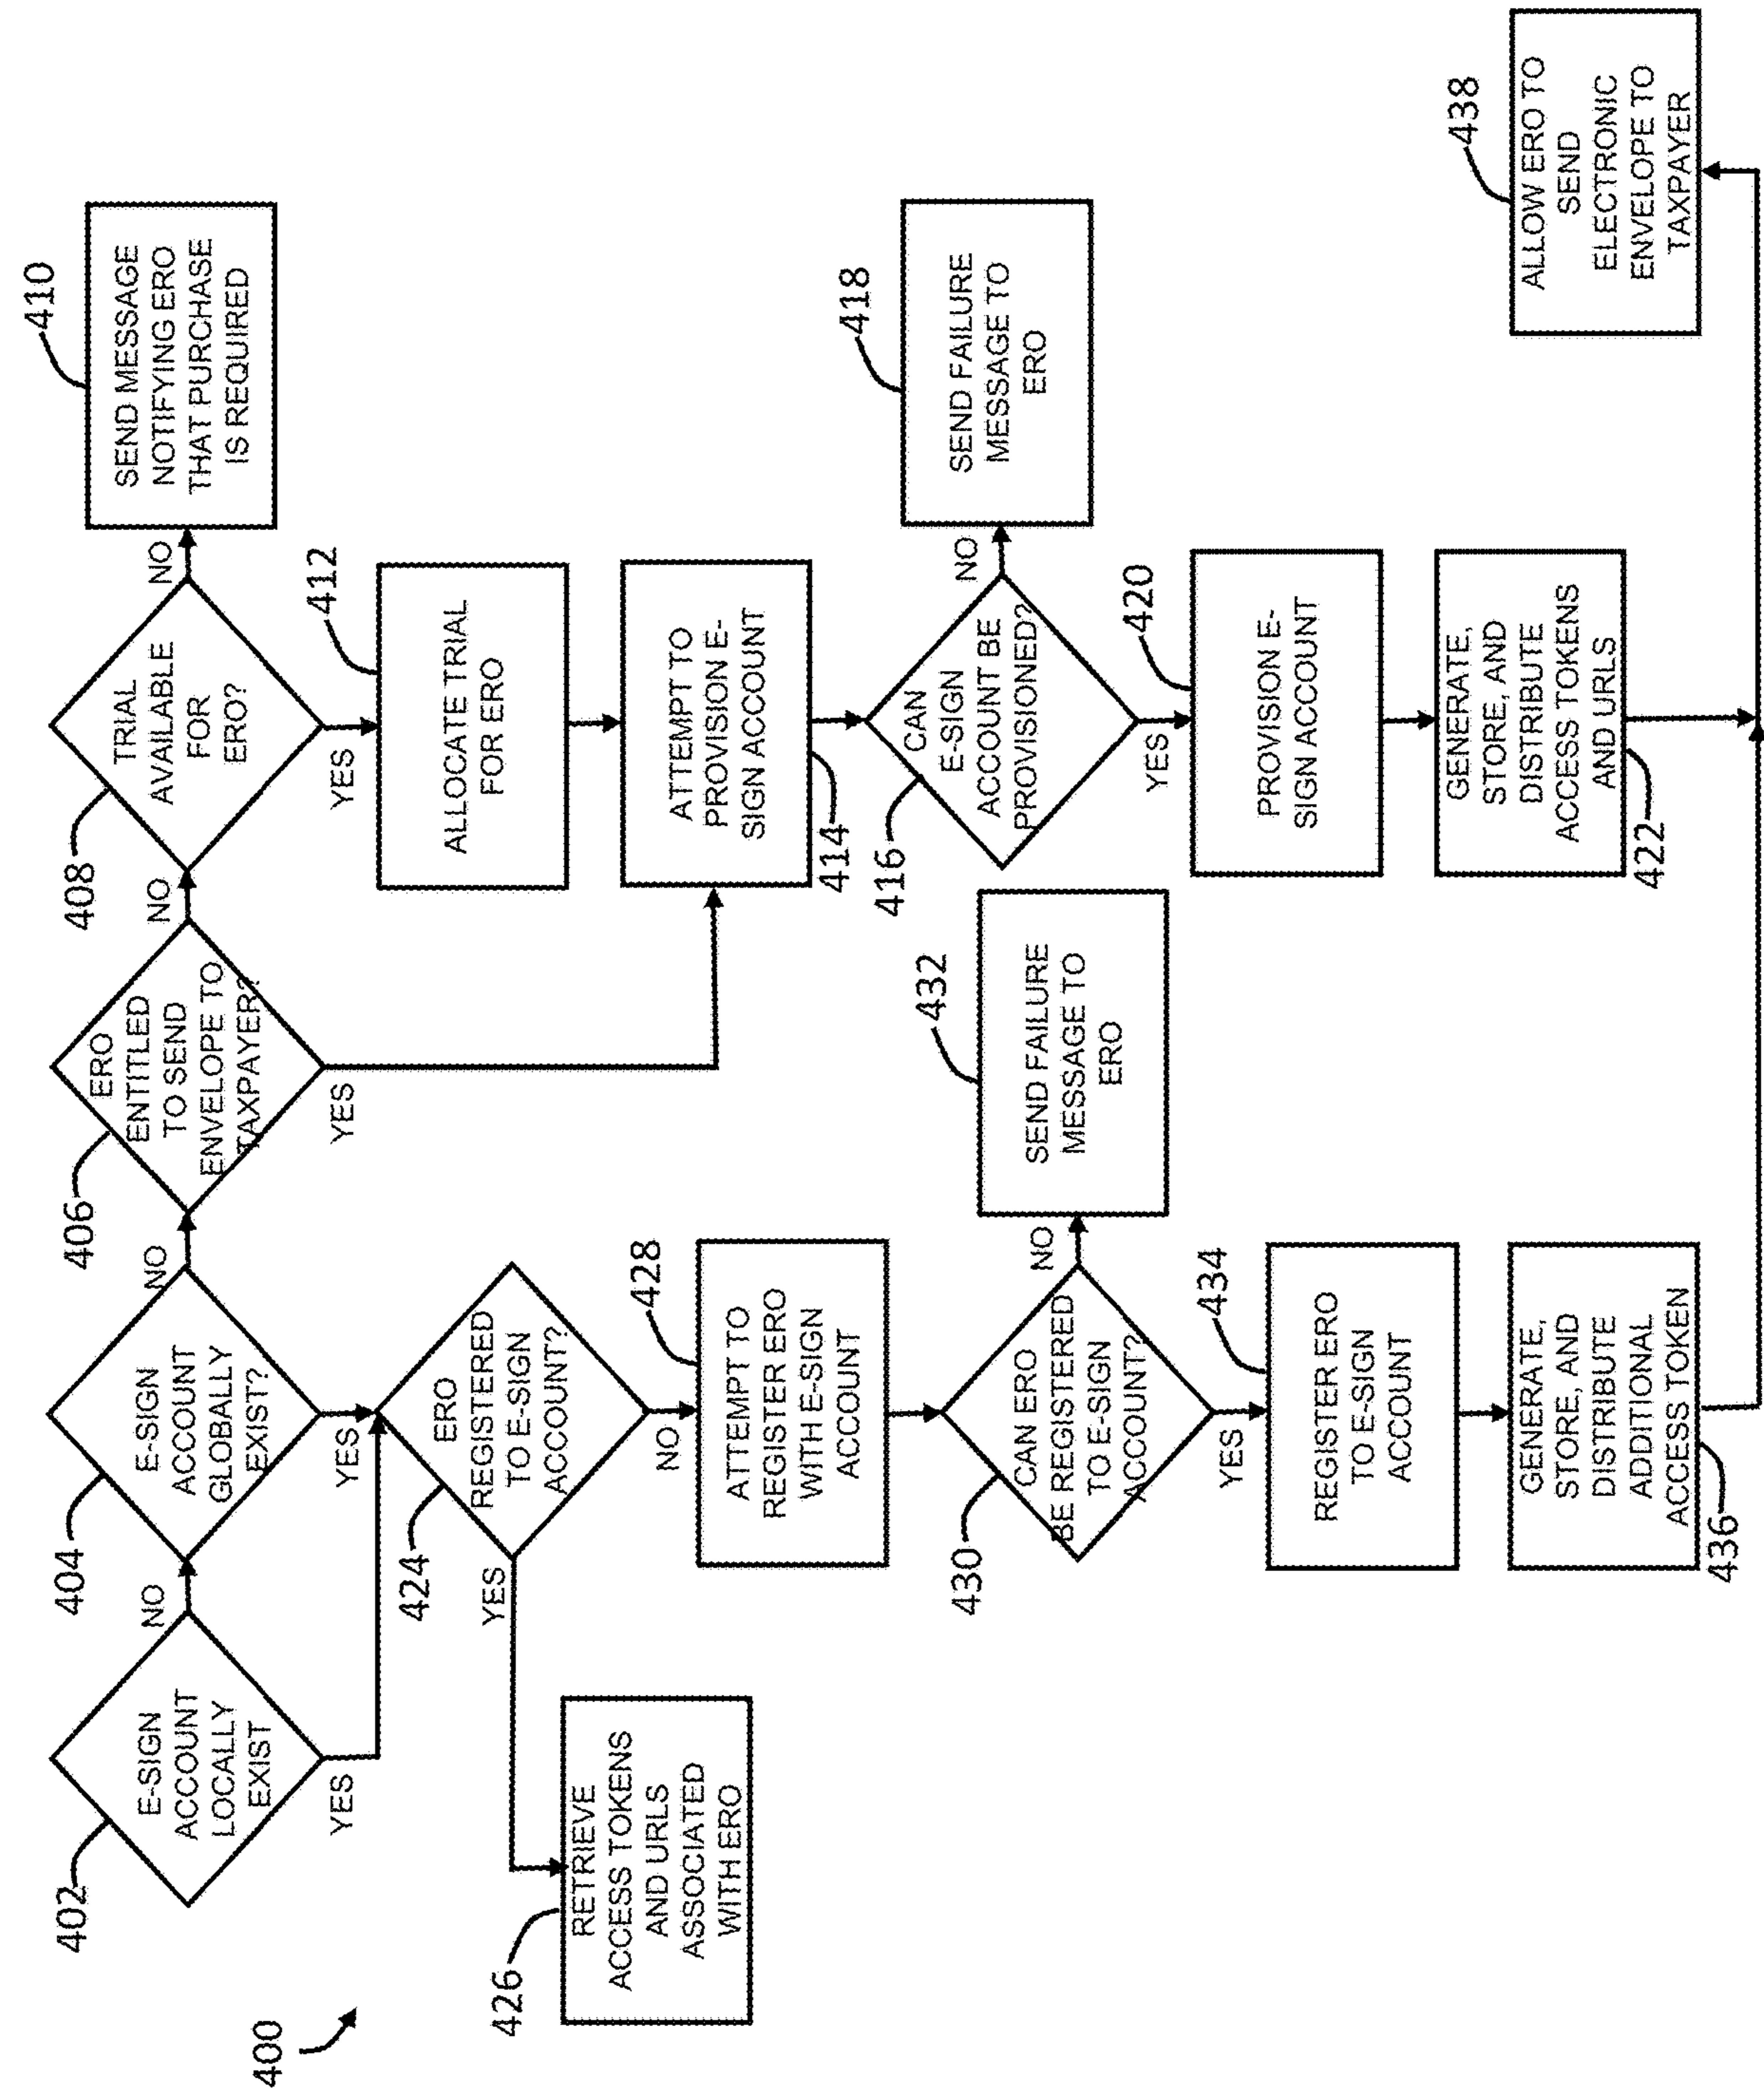 400
402
E-SIGN
ACCOUNT
LOCALLY
EXIST
NO
YES
404
E-SIGN
ACCOUNT
GLOBALLY
EXIST?
NO
YES
406
ERO
ENTITLED
TO SEND
ENVELOPE TO
TAXPAYER?
NO
YES
408
TRIAL
AVAILABLE
FOR
ERO?
NO
YES
410
SEND MESSAGE
NOTIFYING ERO
THAT PURCHASE
IS REQUIRED
412
ALLOCATE TRIAL
FOR ERO
414
ATTEMPT TO
PROVISION E-
SIGN ACCOUNT
416
CAN
E-SIGN
ACCOUNT BE
PROVISIONED?
NO
YES
418
SEND FAILURE
MESSAGE TO
ERO
420
PROVISION E-
SIGN ACCOUNT
422
GENERATE,
STORE, AND
DISTRIBUTE
ACCESS TOKENS
AND URLS
424
ERO
REGISTERED
TO E-SIGN
ACCOUNT?
YES
NO
426
RETRIEVE
ACCESS TOKENS
AND URLS
ASSOCIATED
WITH ERO
428
ATTEMPT TO
REGISTER ERO
WITH E-SIGN
ACCOUNT
430
CAN ERO
BE REGISTERED
TO E-SIGN
ACCOUNT?
NO
YES
432
SEND FAILURE
MESSAGE TO
ERO
434
REGISTER ERO
TO E-SIGN
ACCOUNT
436
GENERATE,
STORE, AND
DISTRIBUTE
ADDITIONAL
ACCESS TOKEN
438
ALLOW ERO TO
SEND
ELECTRONIC
ENVELOPE TO
TAXPAYER